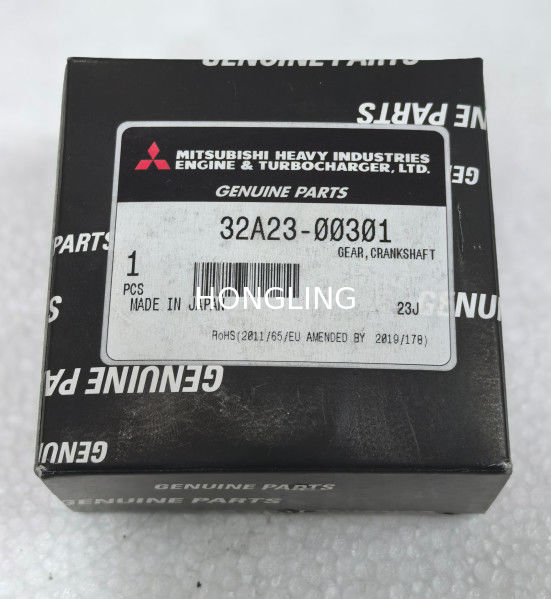 GENUINE PARTS
GENUINE PARTS
MITSUBISHI HEAVY INDUSTRIES
ENGINE & TURBOCHARGER, LTD.
GENUINE PARTS
32A23-00301
GEAR,CRANKSHAFT
PARTS
1
PCS
HONGLING
MADE IN JAPAN
23J
RoHS(2011/65/EU AMENDED BY 2019/178)
GENUINE PA
GENUINE PARTS
GENUINE PARTS